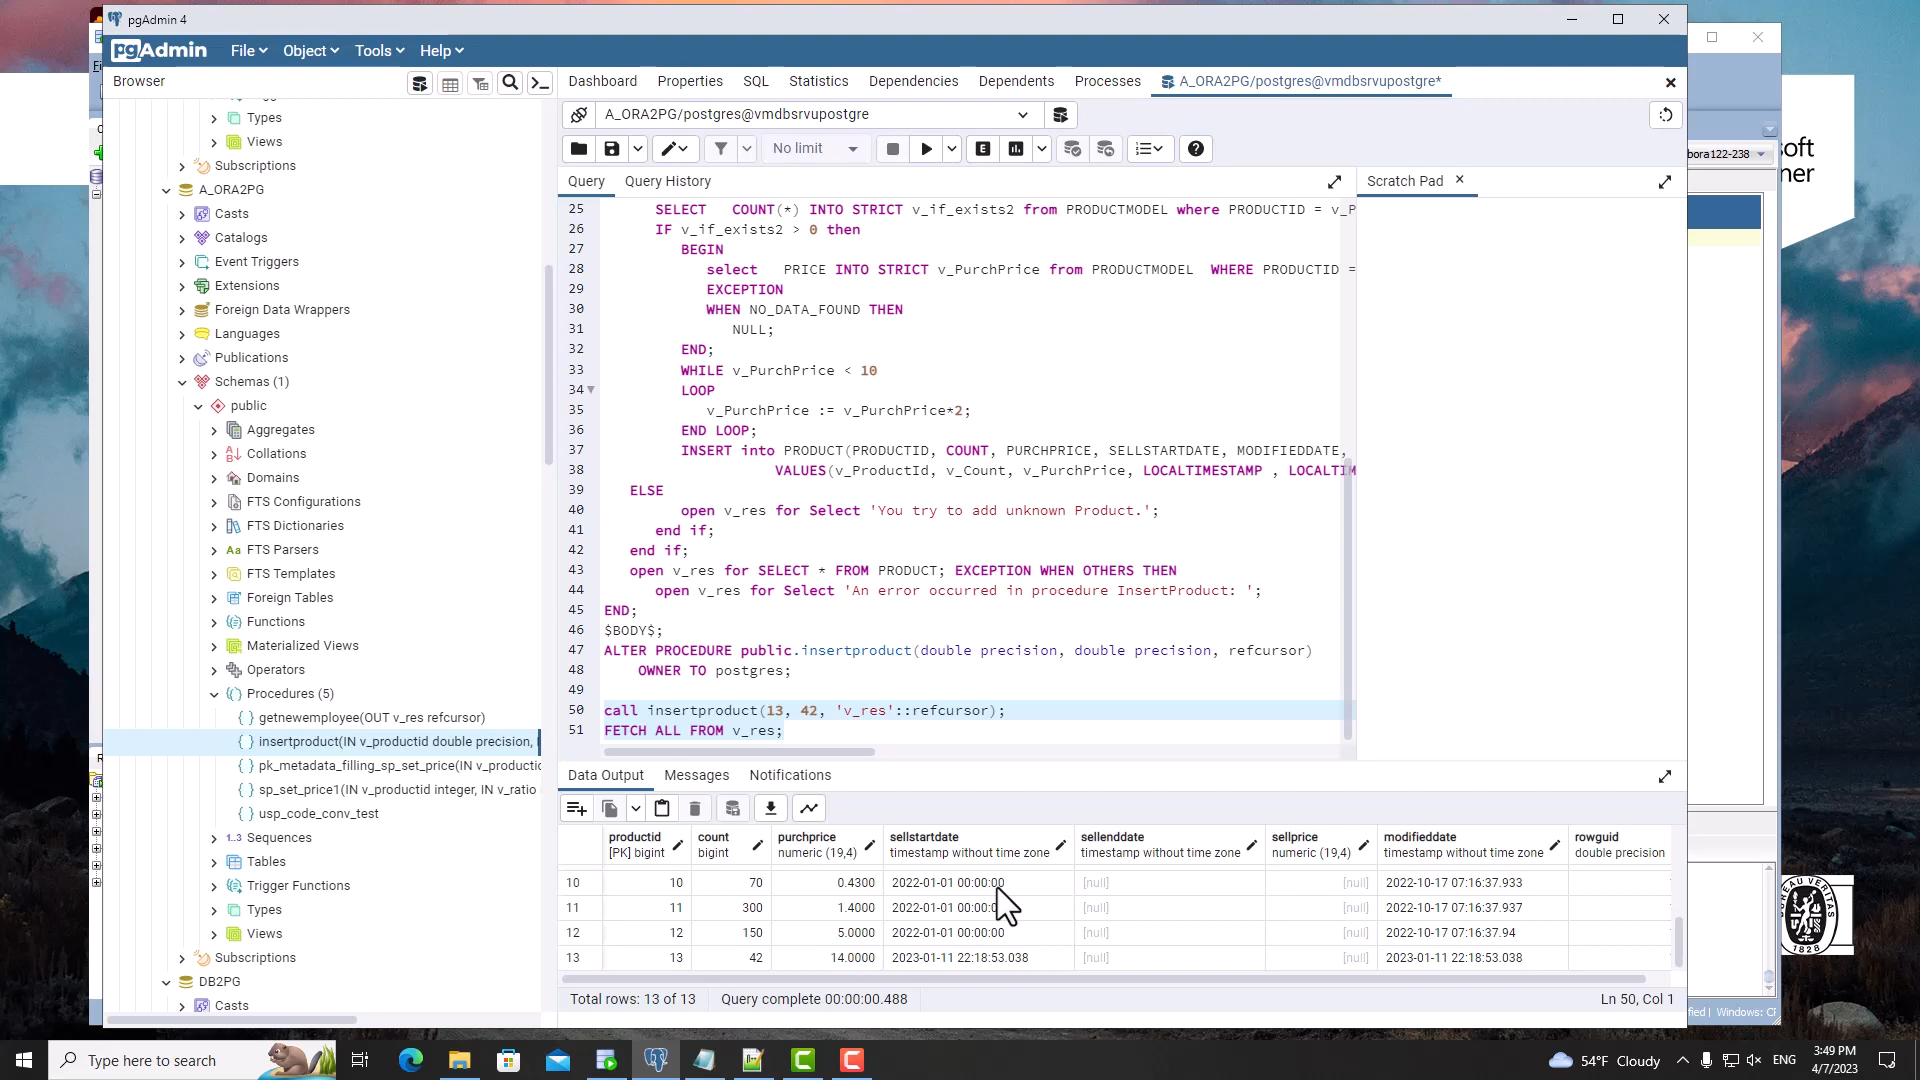 pgAdmin 4
pgAdmin File Object Tools Help
Browser
Dashboard Properties SQL Statistics Dependencies Dependents Processes A_ORA2PG/postgres@vmdbsrvupostgre*
A_ORA2PG/postgres@vmdbsrvupostgre
No limit
Query Query History
Scratch Pad
Types
Views
Subscriptions
A_ORA2PG
Casts
Catalogs
Event Triggers
Extensions
Foreign Data Wrappers
Languages
Publications
Schemas (1)
public
Aggregates
Collations
Domains
FTS Configurations
FTS Dictionaries
FTS Parsers
FTS Templates
Foreign Tables
Functions
Materialized Views
Operators
Procedures (5)
getnewemployee(OUT v_res refcursor)
insertproduct(IN v_productid double precision,
pk_metadata_filling_sp_set_price(IN v_productic
sp_set_price1(IN v_productid integer, IN v_ratio
usp_code_conv_test
Sequences
Tables
Trigger Functions
Types
Views
Subscriptions
DB2PG
Casts
25 SELECT COUNT(*) INTO STRICT v_if_exists2 from PRODUCTMODEL where PRODUCTID = v_P
26 IF v_if_exists2 > 0 then
27 BEGIN
28 select PRICE INTO STRICT v_PurchPrice from PRODUCTMODEL WHERE PRODUCTID =
29 EXCEPTION
30 WHEN NO_DATA_FOUND THEN
31 NULL;
32 END;
33 WHILE v_PurchPrice < 10
34 LOOP
35 v_PurchPrice := v_PurchPrice*2;
36 END LOOP;
37 INSERT into PRODUCT(PRODUCTID, COUNT, PURCHPRICE, SELLSTARTDATE, MODIFIEDDATE,
38 VALUES(v_ProductId, v_Count, v_PurchPrice, LOCALTIMESTAMP , LOCALTIM
39 ELSE
40 open v_res for Select 'You try to add unknown Product.';
41 end if;
42 end if;
43 open v_res for SELECT * FROM PRODUCT; EXCEPTION WHEN OTHERS THEN
44 open v_res for Select 'An error occurred in procedure InsertProduct: ';
45 END;
46 $BODY$;
47 ALTER PROCEDURE public.insertproduct(double precision, double precision, refcursor)
48 OWNER TO postgres;
49
50 call insertproduct(13, 42, 'v_res'::refcursor);
51 FETCH ALL FROM v_res;
Data Output Messages Notifications
productid count purchprice sellstartdate sellenddate sellprice modifieddate rowguid
[PK] bigint bigint numeric (19,4) timestamp without time zone timestamp without time zone numeric (19,4) timestamp without time zone double precision
10 10 70 0.4300 2022-01-01 00:00:00 [null] [null] 2022-10-17 07:16:37.933
11 11 300 1.4000 2022-01-01 00:00:0 [null] [null] 2022-10-17 07:16:37.937
12 12 150 5.0000 2022-01-01 00:00:00 [null] [null] 2022-10-17 07:16:37.94
13 13 42 14.0000 2023-01-11 22:18:53.038 [null] [null] 2023-01-11 22:18:53.038
Total rows: 13 of 13 Query complete 00:00:00.488 Ln 50, Col 1
bora122-238
soft
ner
BUREAU VERITAS
1828
fied Windows: CF
Type here to search
54°F Cloudy ENG
3:49 PM
4/7/2023